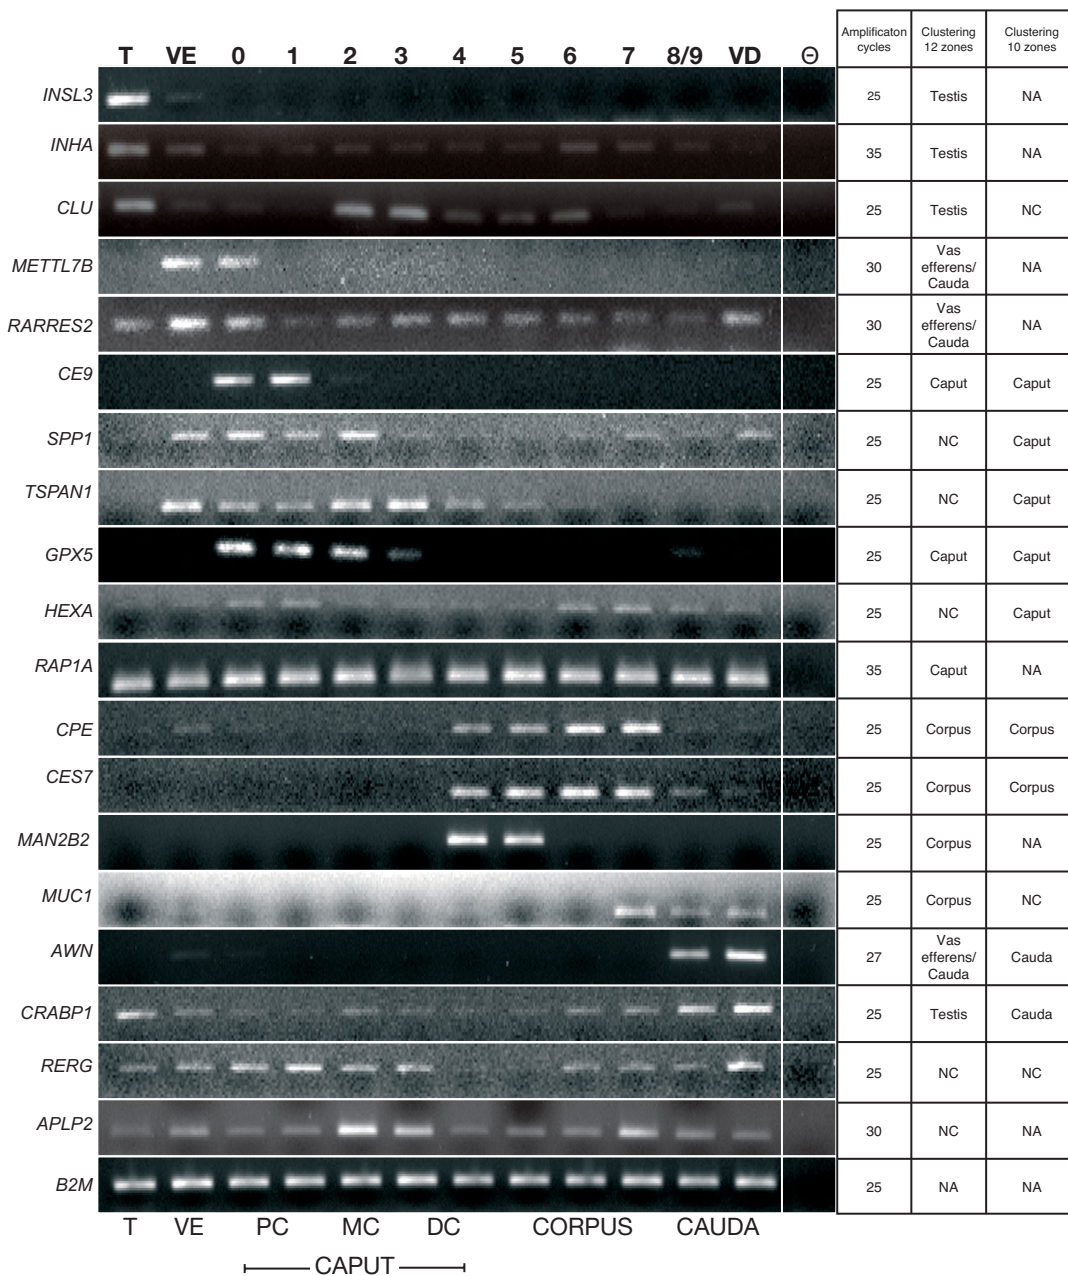 T VE 0 1 2 3 4 5 6 7 8/9 VD Θ
Amplificaton cycles
Clustering 12 zones
Clustering 10 zones
INSL3 25 Testis NA
INHA 35 Testis NA
CLU 25 Testis NC
METTL7B 30 Vas efferens/ Cauda NA
RARRES2 30 Vas efferens/ Cauda NA
CE9 25 Caput Caput
SPP1 25 NC Caput
TSPAN1 25 NC Caput
GPX5 25 Caput Caput
HEXA 25 NC Caput
RAP1A 35 Caput NA
CPE 25 Corpus Corpus
CES7 25 Corpus Corpus
MAN2B2 25 Corpus NA
MUC1 25 Corpus NC
AWN 27 Vas efferens/ Cauda Cauda
CRABP1 25 Testis Cauda
RERG 25 NC NC
APLP2 30 NC NA
B2M 25 NA NA
T VE PC MC DC CORPUS CAUDA
CAPUT